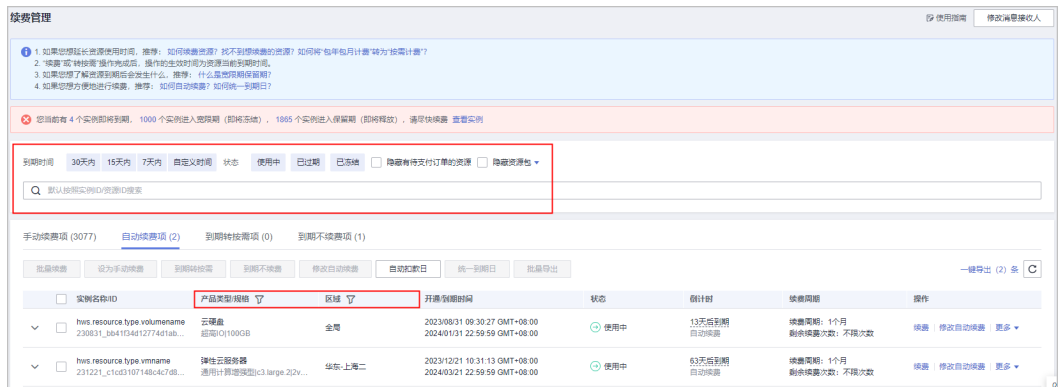 续费管理
使用指南 修改消息接收人
1. 如果您想延长资源使用时间，推荐： 如何续费资源? 找不到想续费的资源? 如何将“包年包月计费”转为“按需计费”?
2. “续费”或“转按需”操作完成后，操作的生效时间为资源当前到期时间。
3. 如果您想了解资源到期后会发生什么，推荐： 什么是宽限期保留期?
4. 如果您想方便地进行续费，推荐： 如何自动续费? 如何统一到期日?
您当前有 4 个实例即将到期， 1000 个实例进入宽限期（即将冻结）， 1865 个实例进入保留期（即将释放），请尽快续费 查看实例
到期时间 30天内 15天内 7天内 自定义时间 状态 使用中 已过期 已冻结 隐藏有待支付订单的资源 隐藏资源包
默认按照实例ID/资源ID搜索
手动续费项 (3077) 自动续费项 (2) 到期转按需项 (0) 到期不续费项 (1)
批量续费 设为手动续费 到期转按需 到期不续费 修改自动续费 自动扣款日 统一到期日 批量导出 一键导出 (2) 条
实例名称/ID 产品类型/规格 区域 开通/到期时间 状态 倒计时 续费周期 操作
hws.resource.type.volumename 云硬盘 全局 2023/08/31 09:30:27 GMT+08:00 使用中 13天后到期 续费周期：1个月 续费 修改自动续费 更多
230831_bb41f34d12774d1ab... 超高IO|100GB 2024/01/31 22:59:59 GMT+08:00 自动续费 剩余续费次数：不限次数
hws.resource.type.vmname 弹性云服务器 华东-上海二 2023/12/21 10:31:13 GMT+08:00 使用中 63天后到期 续费周期：1个月 续费 修改自动续费 更多
231221_c1cd3107148c4c7d8... 通用计算增强型|c3.large.2|2v... 2024/03/21 22:59:59 GMT+08:00 自动续费 剩余续费次数：不限次数